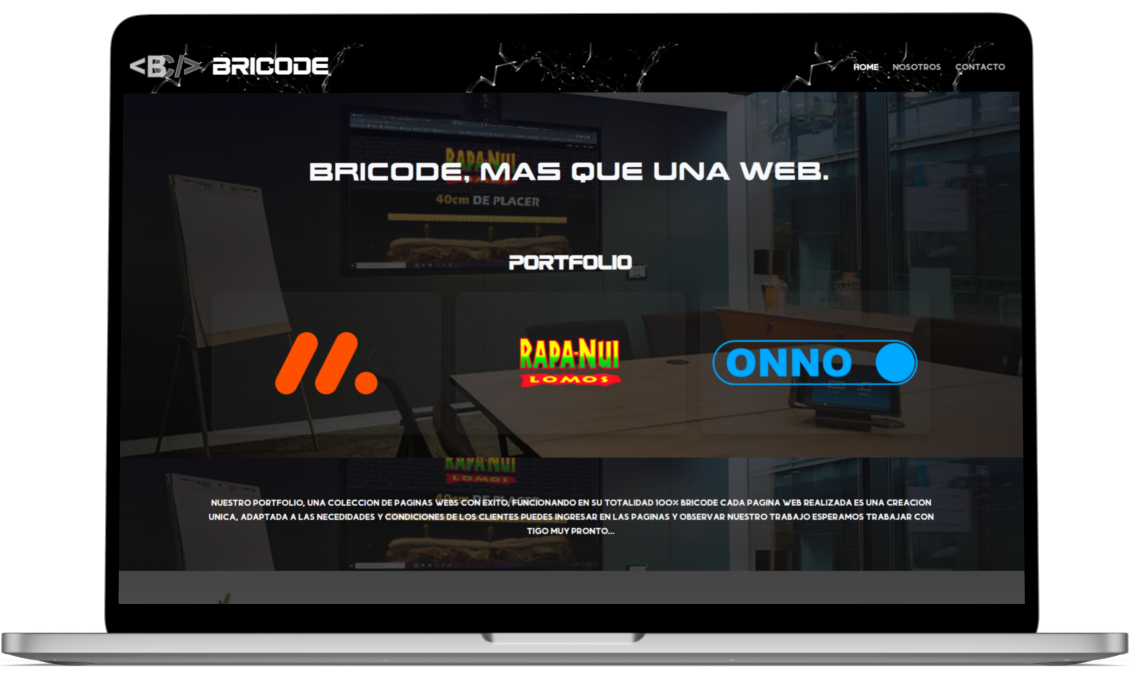 <BC/> BRICODE
HOME NOSOTROS CONTACTO
RAPA-NUI
BRICODE, MAS QUE UNA WEB.
40cm DE PLACER
PORTFOLIO
RAPA-NUI
LOMOS
ONNO
RAPA-NUI
LOMOS
NUESTRO PORTFOLIO, UNA COLECCION DE PAGINAS WEBS CON EXITO, FUNCIONANDO EN SU TOTALIDAD 100% BRICODE CADA PAGINA WEB REALIZADA ES UNA CREACION
UNICA, ADAPTADA A LAS NECEDIDADES Y CONDICIONES DE LOS CLIENTES PUEDES INGRESAR EN LAS PAGINAS Y OBSERVAR NUESTRO TRABAJO ESPERAMOS TRABAJAR CON
TIGO MUY PRONTO...